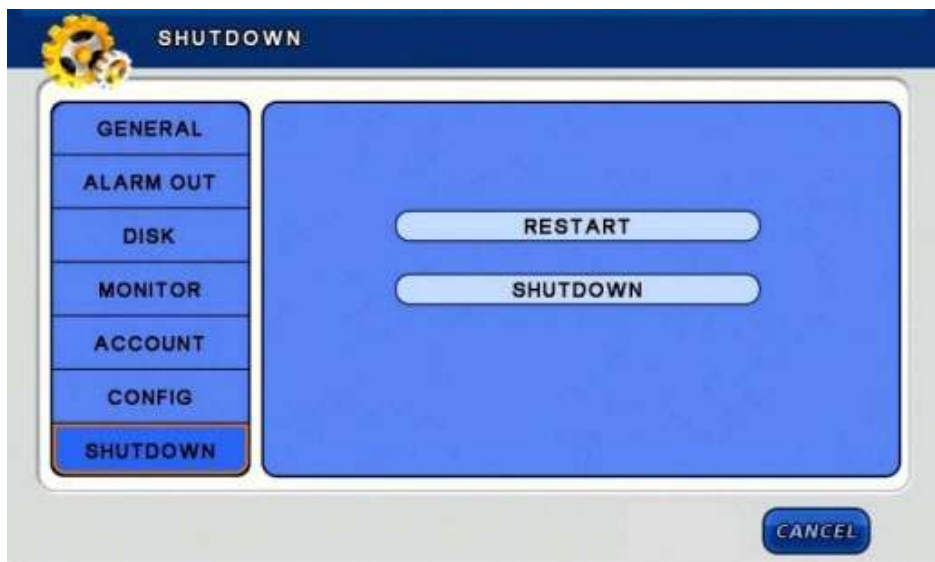 SHUTDOWN
GENERAL
ALARM OUT
DISK
MONITOR
ACCOUNT
CONFIG
SHUTDOWN
RESTART
SHUTDOWN
CANCEL